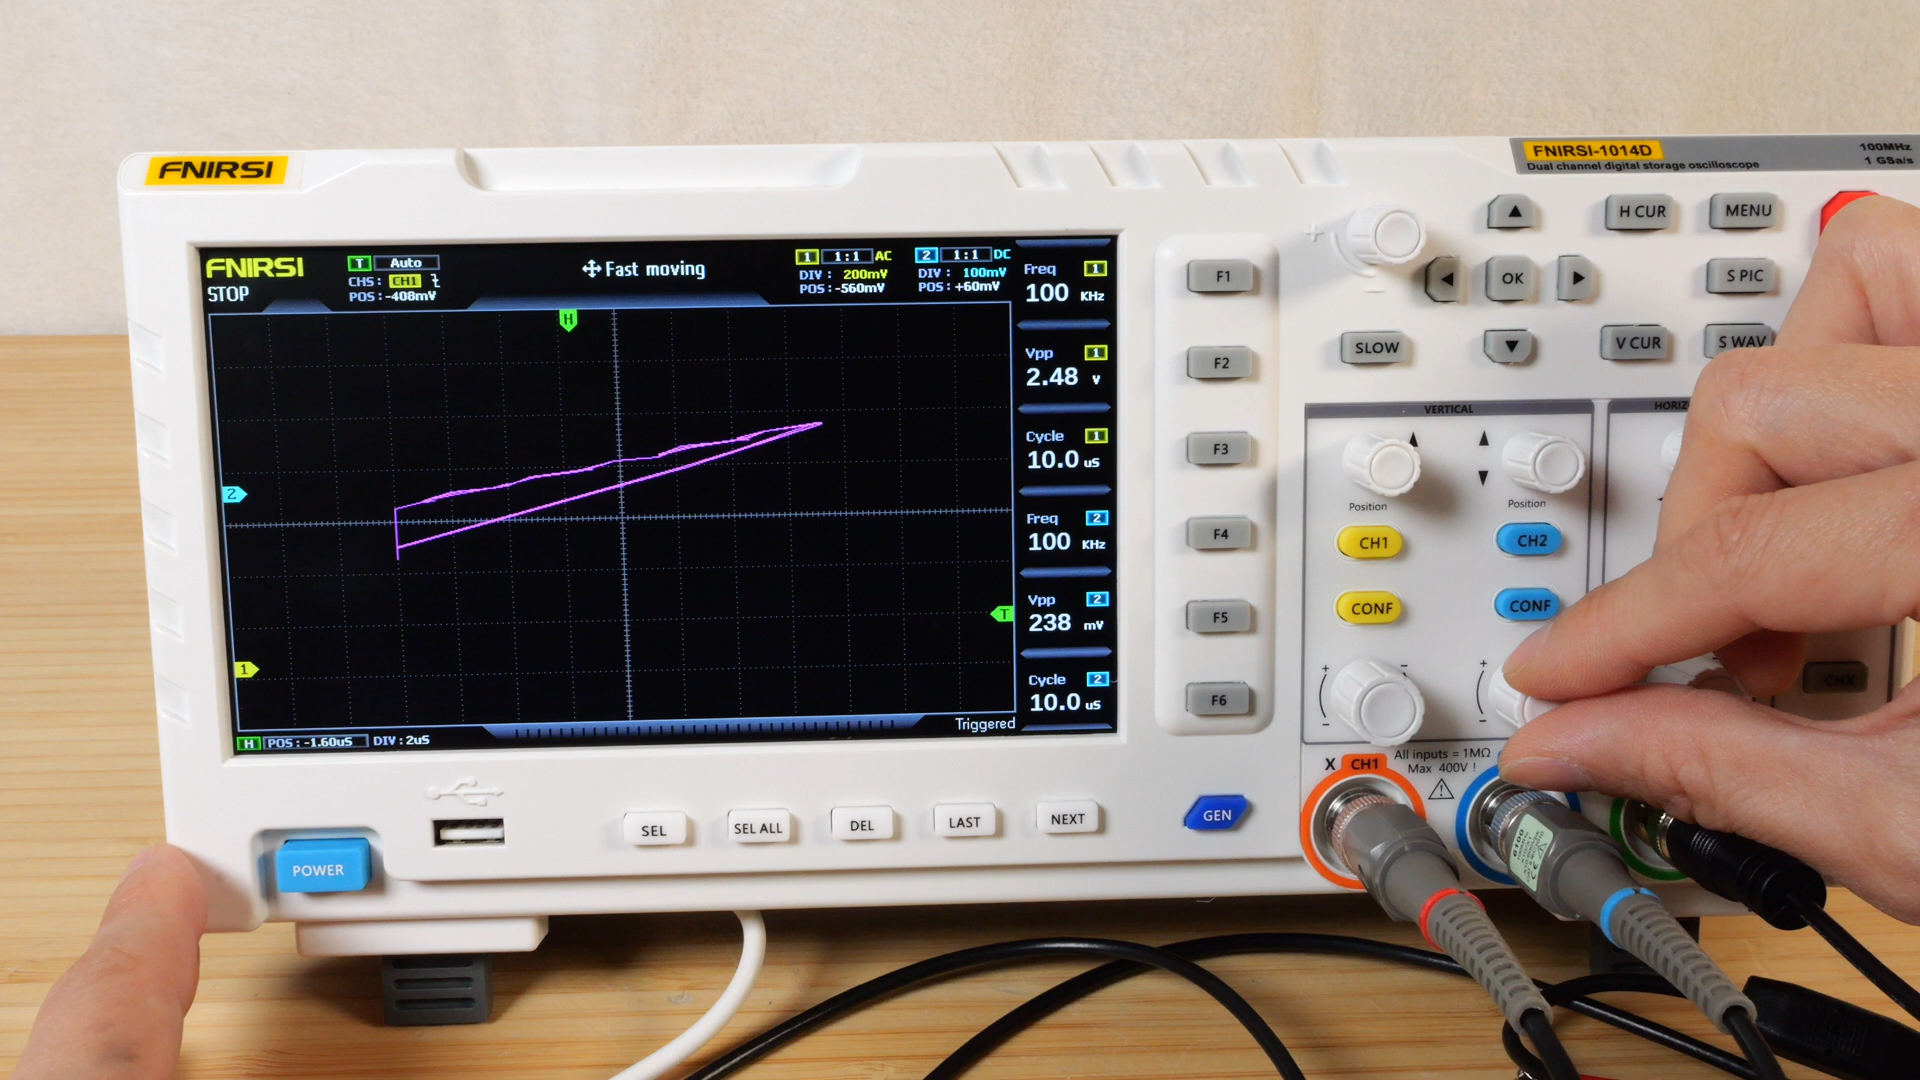 FNIRSI
FNIRSI-1014D
Dual channel digital storage oscilloscope
100MHz
1 GSa/s
FNIRSI
STOP
T Auto
CHS: CH1
POS:-408mV
Fast moving
1 1:1 AC
DIV: 200mV
POS:-560mV
2 1:1 DC
DIV: 100mV
POS:+60mV
H
Freq 1
100 KHz
Vpp 1
2.48 V
Cycle 1
10.0 uS
Freq 2
100 KHz
Vpp 2
238 mV
Cycle 2
10.0 uS
2
T
1
Triggered
H POS:-1.60uS DIV:2uS
F1
F2
F3
F4
F5
F6
+
−
OK
SLOW
H CUR
MENU
S PIC
V CUR
S WAV
VERTICAL
HORIZ
Position
Position
CH1
CH2
CONF
CONF
+
−
+
−
CHX
X CH1
All inputs = 1MΩ
Max 400V !
POWER
SEL
SEL ALL
DEL
LAST
NEXT
GEN